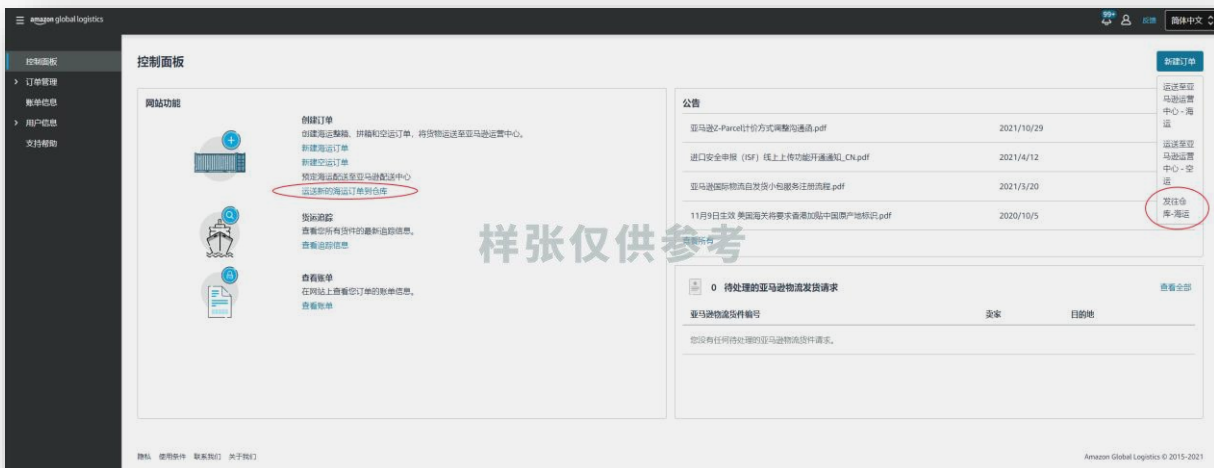 amazon global logistics
99+
反馈
简体中文
控制面板
订单管理
账单信息
用户信息
支持帮助
控制面板
新建订单
运送至亚
马逊运营
中心 - 海
运
运送至亚
马逊运营
中心 - 空
运
发往仓
库-海运
网站功能
创建订单
创建海运整箱、拼箱和空运订单，将货物运送至亚马逊运营中心。
新建海运订单
新建空运订单
预定海运配送至亚马逊配送中心
运送新的海运订单到仓库
货运追踪
查看您所有货件的最新追踪信息。
查看追踪信息
查看账单
在网站上查看您订单的账单信息。
查看账单
公告
亚马逊Z-Parcel计价方式调整沟通函.pdf 2021/10/29
进口安全申报（ISF）线上上传功能开通通知_CN.pdf 2021/4/12
亚马逊国际物流自发货小包服务注册流程.pdf 2021/3/20
11月9日生效 美国海关将要求香港加贴中国原产地标识.pdf 2020/10/5
查看所有
样张仅供参考
0 待处理的亚马逊物流发货请求
查看全部
亚马逊物流货件编号 卖家 目的地
您没有任何待处理的亚马逊物流货件请求。
隐私 使用条件 联系我们 关于我们
Amazon Global Logistics © 2015-2021